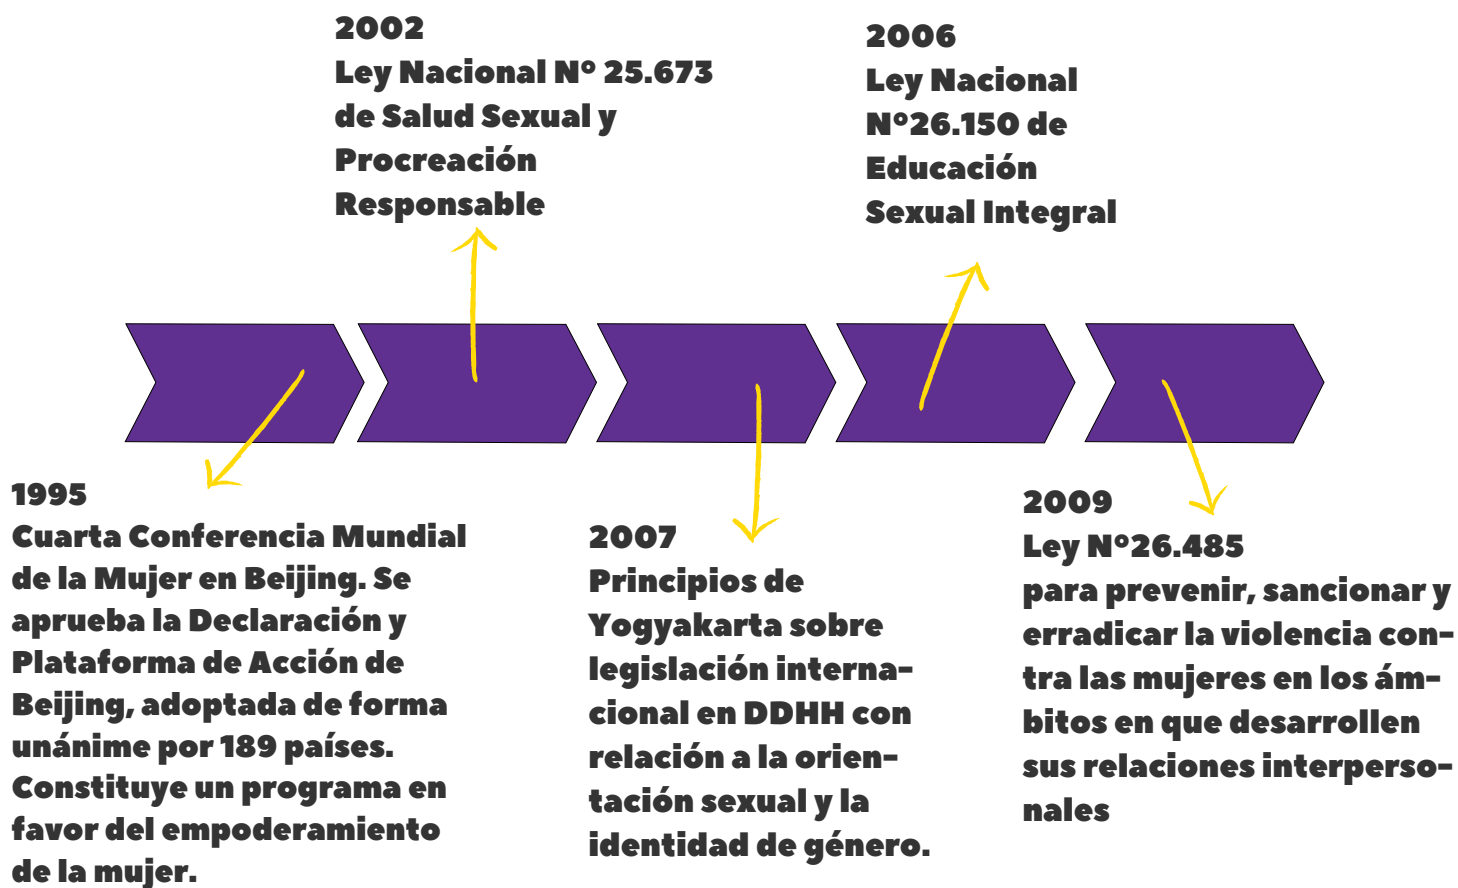 2002
Ley Nacional Nº 25.673
de Salud Sexual y
Procreación
Responsable
2006
Ley Nacional
Nº26.150 de
Educación
Sexual Integral
1995
Cuarta Conferencia Mundial
de la Mujer en Beijing. Se
aprueba la Declaración y
Plataforma de Acción de
Beijing, adoptada de forma
unánime por 189 países.
Constituye un programa en
favor del empoderamiento
de la mujer.
2007
Principios de
Yogyakarta sobre
legislación interna-
cional en DDHH con
relación a la orien-
tación sexual y la
identidad de género.
2009
Ley Nº26.485
para prevenir, sancionar y
erradicar la violencia con-
tra las mujeres en los ám-
bitos en que desarrollen
sus relaciones interperso-
nales